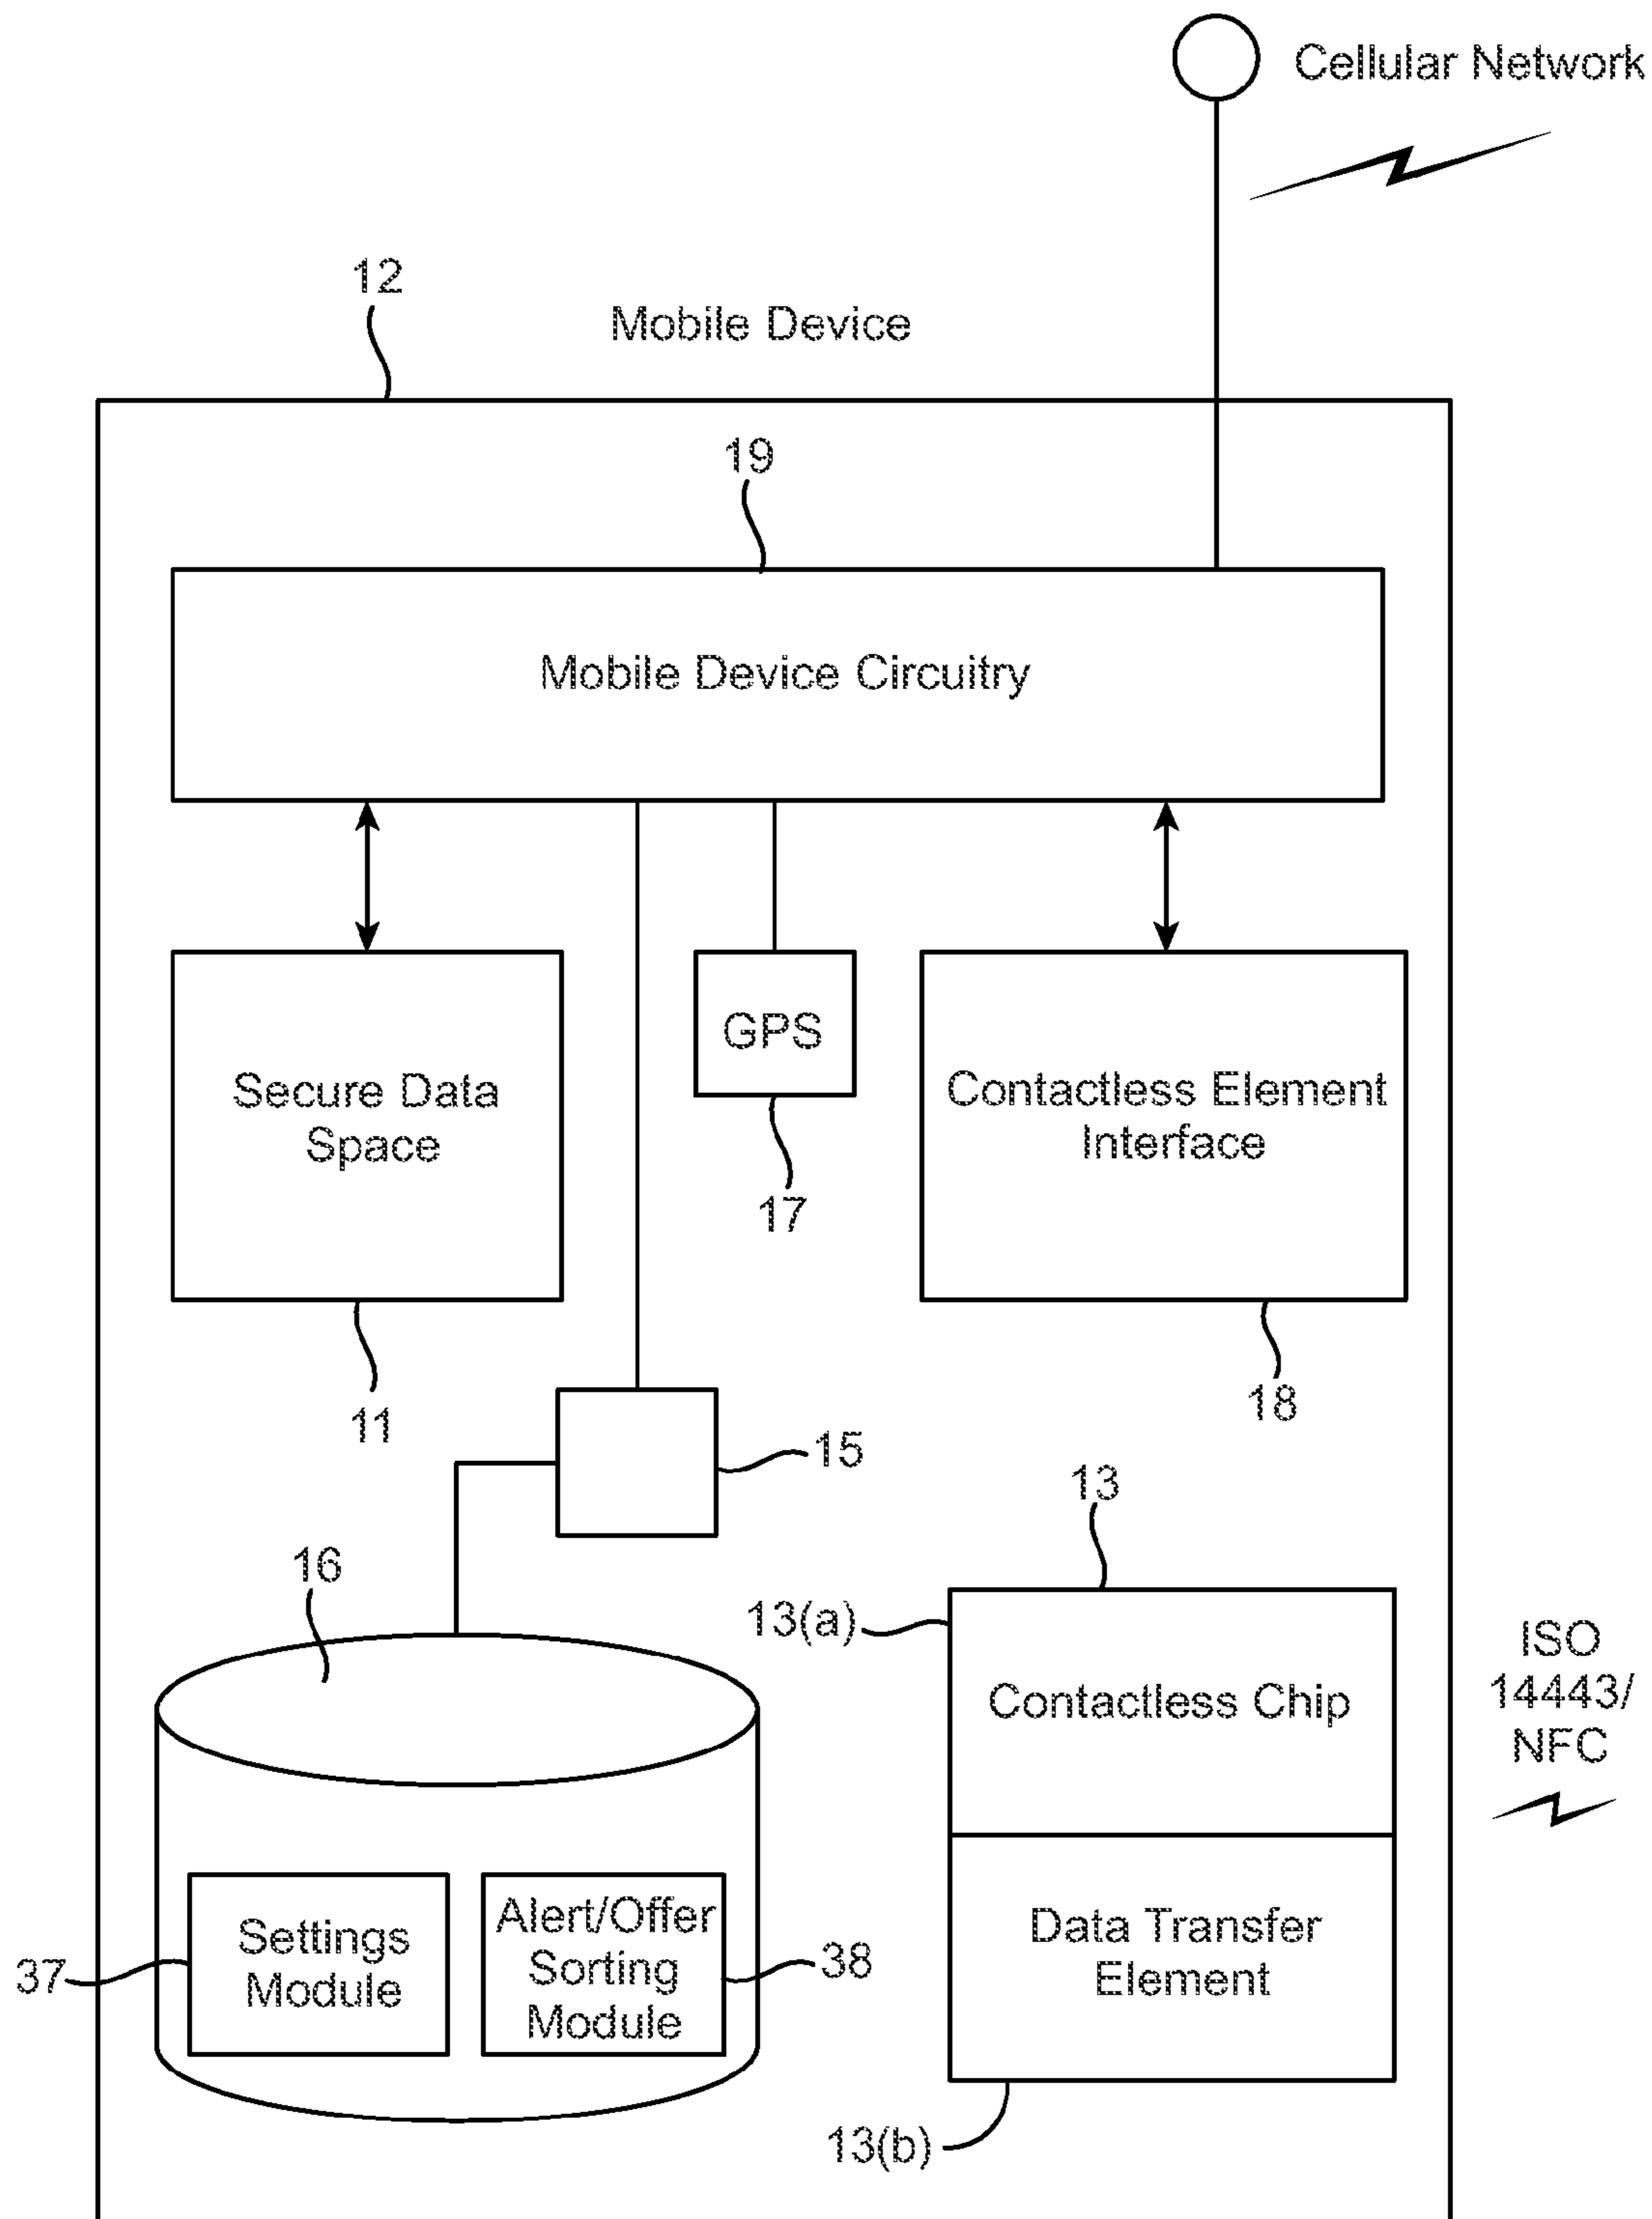 Cellular Network
12
Mobile Device
19
Mobile Device Circuitry
Secure Data
Space
GPS
Contactless Element
Interface
17
11
18
15
13
16
13(a)
Contactless Chip
ISO
14443/
NFC
Settings
Module
Alert/Offer
Sorting
Module
37
38
Data Transfer
Element
13(b)